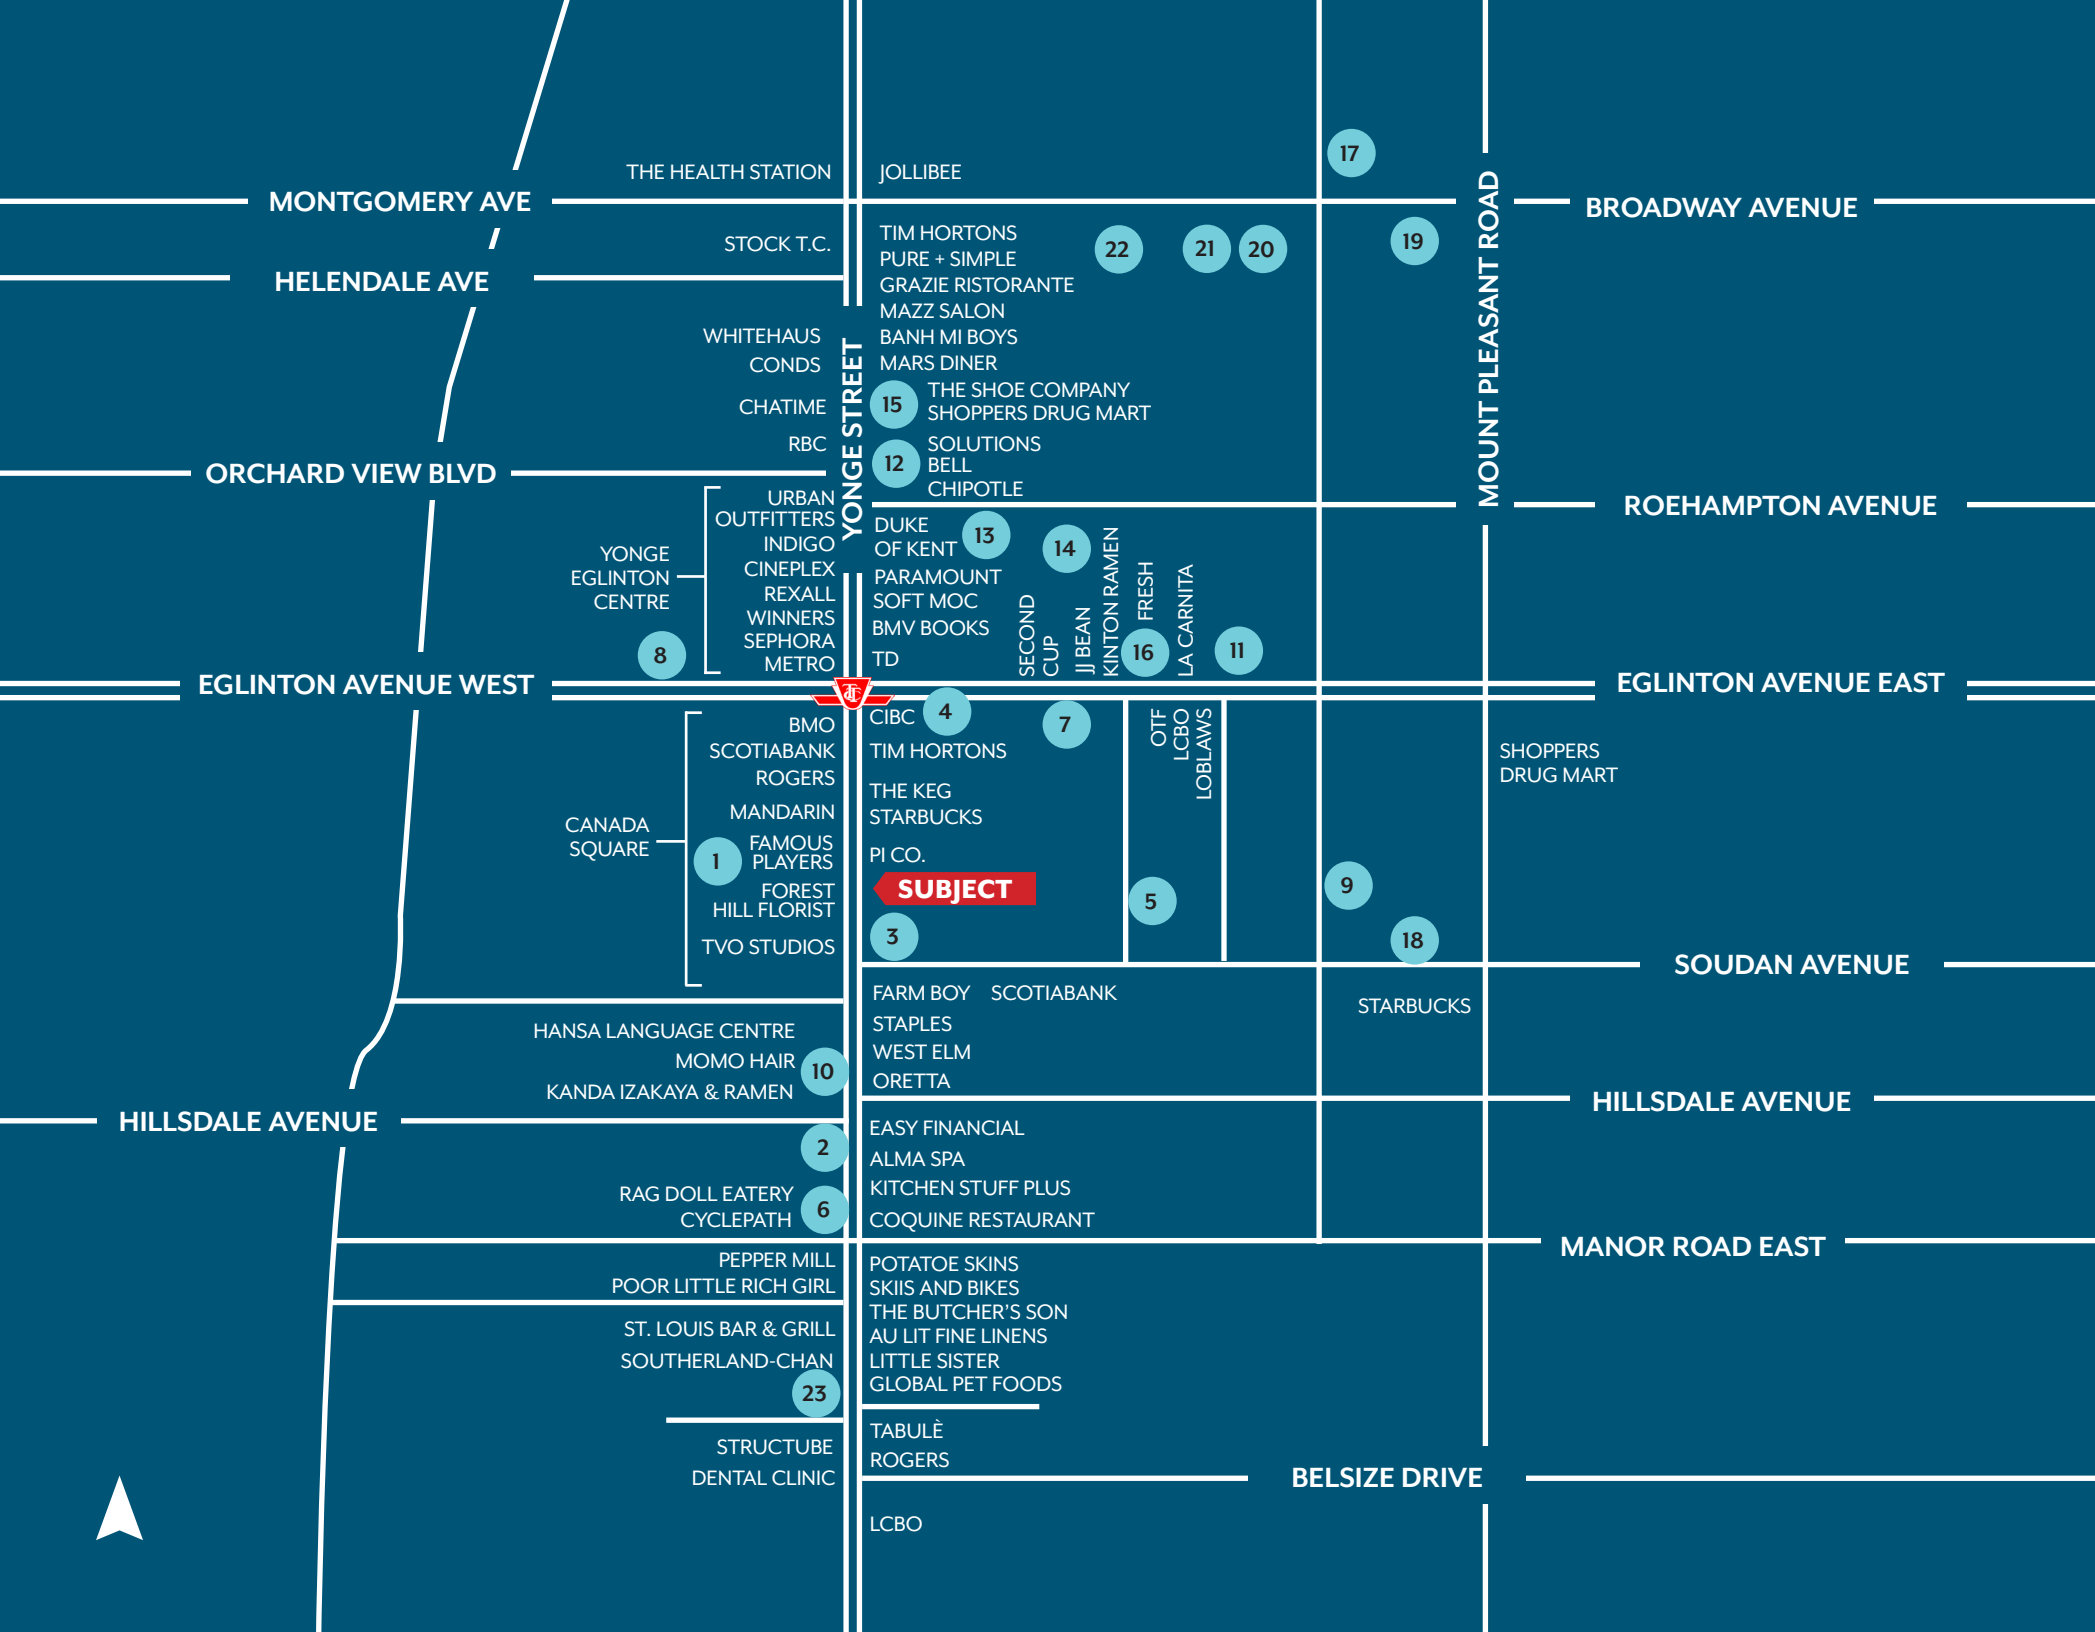 17
THE HEALTH STATION
JOLLIBEE
MONTGOMERY AVE
BROADWAY AVENUE
MOUNT PLEASANT ROAD
STOCK T.C.
TIM HORTONS
PURE + SIMPLE
GRAZIE RISTORANTE
MAZZ SALON
BANH MI BOYS
MARS DINER
22
21
20
19
HELENDALE AVE
WHITEHAUS
CONDS
YONGE STREET
CHATIME
15
THE SHOE COMPANY
SHOPPERS DRUG MART
RBC
12
SOLUTIONS
BELL
CHIPOTLE
ORCHARD VIEW BLVD
ROEHAMPTON AVENUE
URBAN
OUTFITTERS
INDIGO
CINEPLEX
REXALL
WINNERS
SEPHORA
METRO
YONGE
EGLINTON
CENTRE
8
DUKE
OF KENT
13
PARAMOUNT
SOFT MOC
BMV BOOKS
TD
14
SECOND
CUP
JJ BEAN
KINTON RAMEN
FRESH
16
LA CARNITA
11
EGLINTON AVENUE WEST
TTC
EGLINTON AVENUE EAST
BMO
SCOTIABANK
ROGERS
MANDARIN
FAMOUS
PLAYERS
FOREST
HILL FLORIST
TVO STUDIOS
CANADA
SQUARE
1
CIBC
4
TIM HORTONS
THE KEG
STARBUCKS
PI CO.
SUBJECT
3
7
OTF
LCBO
LOBLAWS
5
SHOPPERS
DRUG MART
9
18
SOUDAN AVENUE
FARM BOY
SCOTIABANK
STARBUCKS
STAPLES
WEST ELM
ORETTA
HANSA LANGUAGE CENTRE
MOMO HAIR
10
KANDA IZAKAYA & RAMEN
HILLSDALE AVENUE
HILLSDALE AVENUE
2
EASY FINANCIAL
ALMA SPA
KITCHEN STUFF PLUS
COQUINE RESTAURANT
RAG DOLL EATERY
CYCLEPATH
6
MANOR ROAD EAST
PEPPER MILL
POOR LITTLE RICH GIRL
POTATOE SKINS
SKIIS AND BIKES
THE BUTCHER'S SON
AU LIT FINE LINENS
LITTLE SISTER
GLOBAL PET FOODS
ST. LOUIS BAR & GRILL
SOUTHERLAND-CHAN
23
STRUCTUBE
DENTAL CLINIC
TABULÈ
ROGERS
BELSIZE DRIVE
LCBO